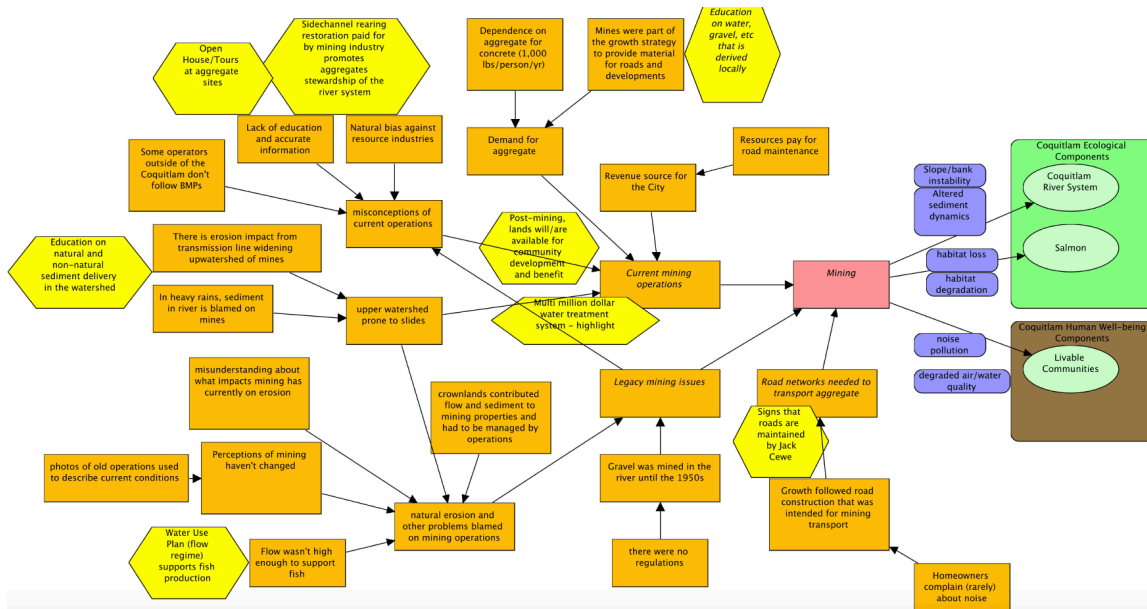 Sidechannel rearing
restoration paid for
by mining industry
promotes
aggregates
stewardship of the
river system
Open
House/Tours
at aggregate
sites
Dependence on
aggregate for
concrete (1,000
lbs/person/yr)
Mines were part of
the growth strategy
to provide material
for roads and
developments
Education
on water,
gravel, etc
that is
derived
locally
Lack of education
and accurate
information
Natural bias against
resource industries
Demand for
aggregate
Resources pay for
road maintenance
Some operators
outside of the
Coquitlam don't
follow BMPs
Revenue source for
the City
misconceptions of
current operations
Post-mining,
lands will/are
available for
community
development
and benefit
Coquitlam Ecological
Components
Slope/bank
instability
Altered
sediment
dynamics
Coquitlam
River System
Salmon
habitat loss
habitat
degradation
Education on
natural and
non-natural
sediment delivery
in the watershed
There is erosion impact from
transmission line widening
upwatershed of mines
In heavy rains, sediment
in river is blamed on
mines
upper watershed
prone to slides
Current mining
operations
Mining
Multi million dollar
water treatment
system - highlight
Coquitlam Human Well-being
Components
noise
pollution
Livable
Communities
degraded air/water
quality
misunderstanding about
what impacts mining has
currently on erosion
crownlands contributed
flow and sediment to
mining properties and
had to be managed by
operations
Legacy mining issues
Road networks needed to
transport aggregate
Signs that
roads are
maintained
by Jack
Cewe
photos of old operations used
to describe current conditions
Perceptions of mining
haven't changed
Gravel was mined in the
river until the 1950s
Growth followed road
construction that was
intended for mining
transport
natural erosion and
other problems blamed
on mining operations
Water Use
Plan (flow
regime)
supports fish
production
Flow wasn't high
enough to support
fish
there were no
regulations
Homeowners
complain (rarely)
about noise